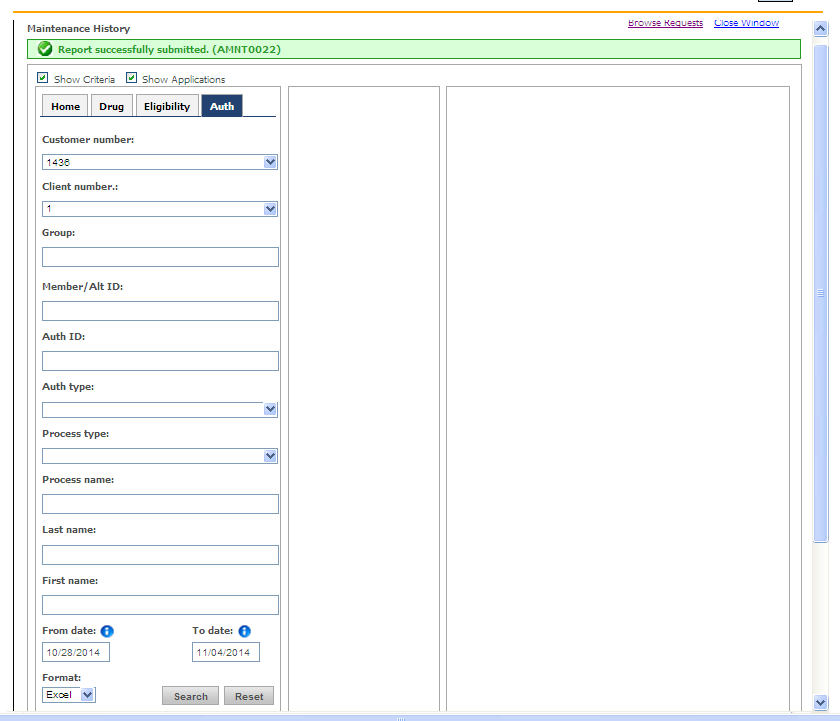 Browse Requests Close Window
Maintenance History
Report successfully submitted. (AMNT0022)
Show Criteria Show Applications
Home Drug Eligibility Auth
Customer number:
1436
Client number.:
1
Group:
Member/Alt ID:
Auth ID:
Auth type:
Process type:
Process name:
Last name:
First name:
From date: To date:
10/28/2014 11/04/2014
Format:
Excel Search Reset